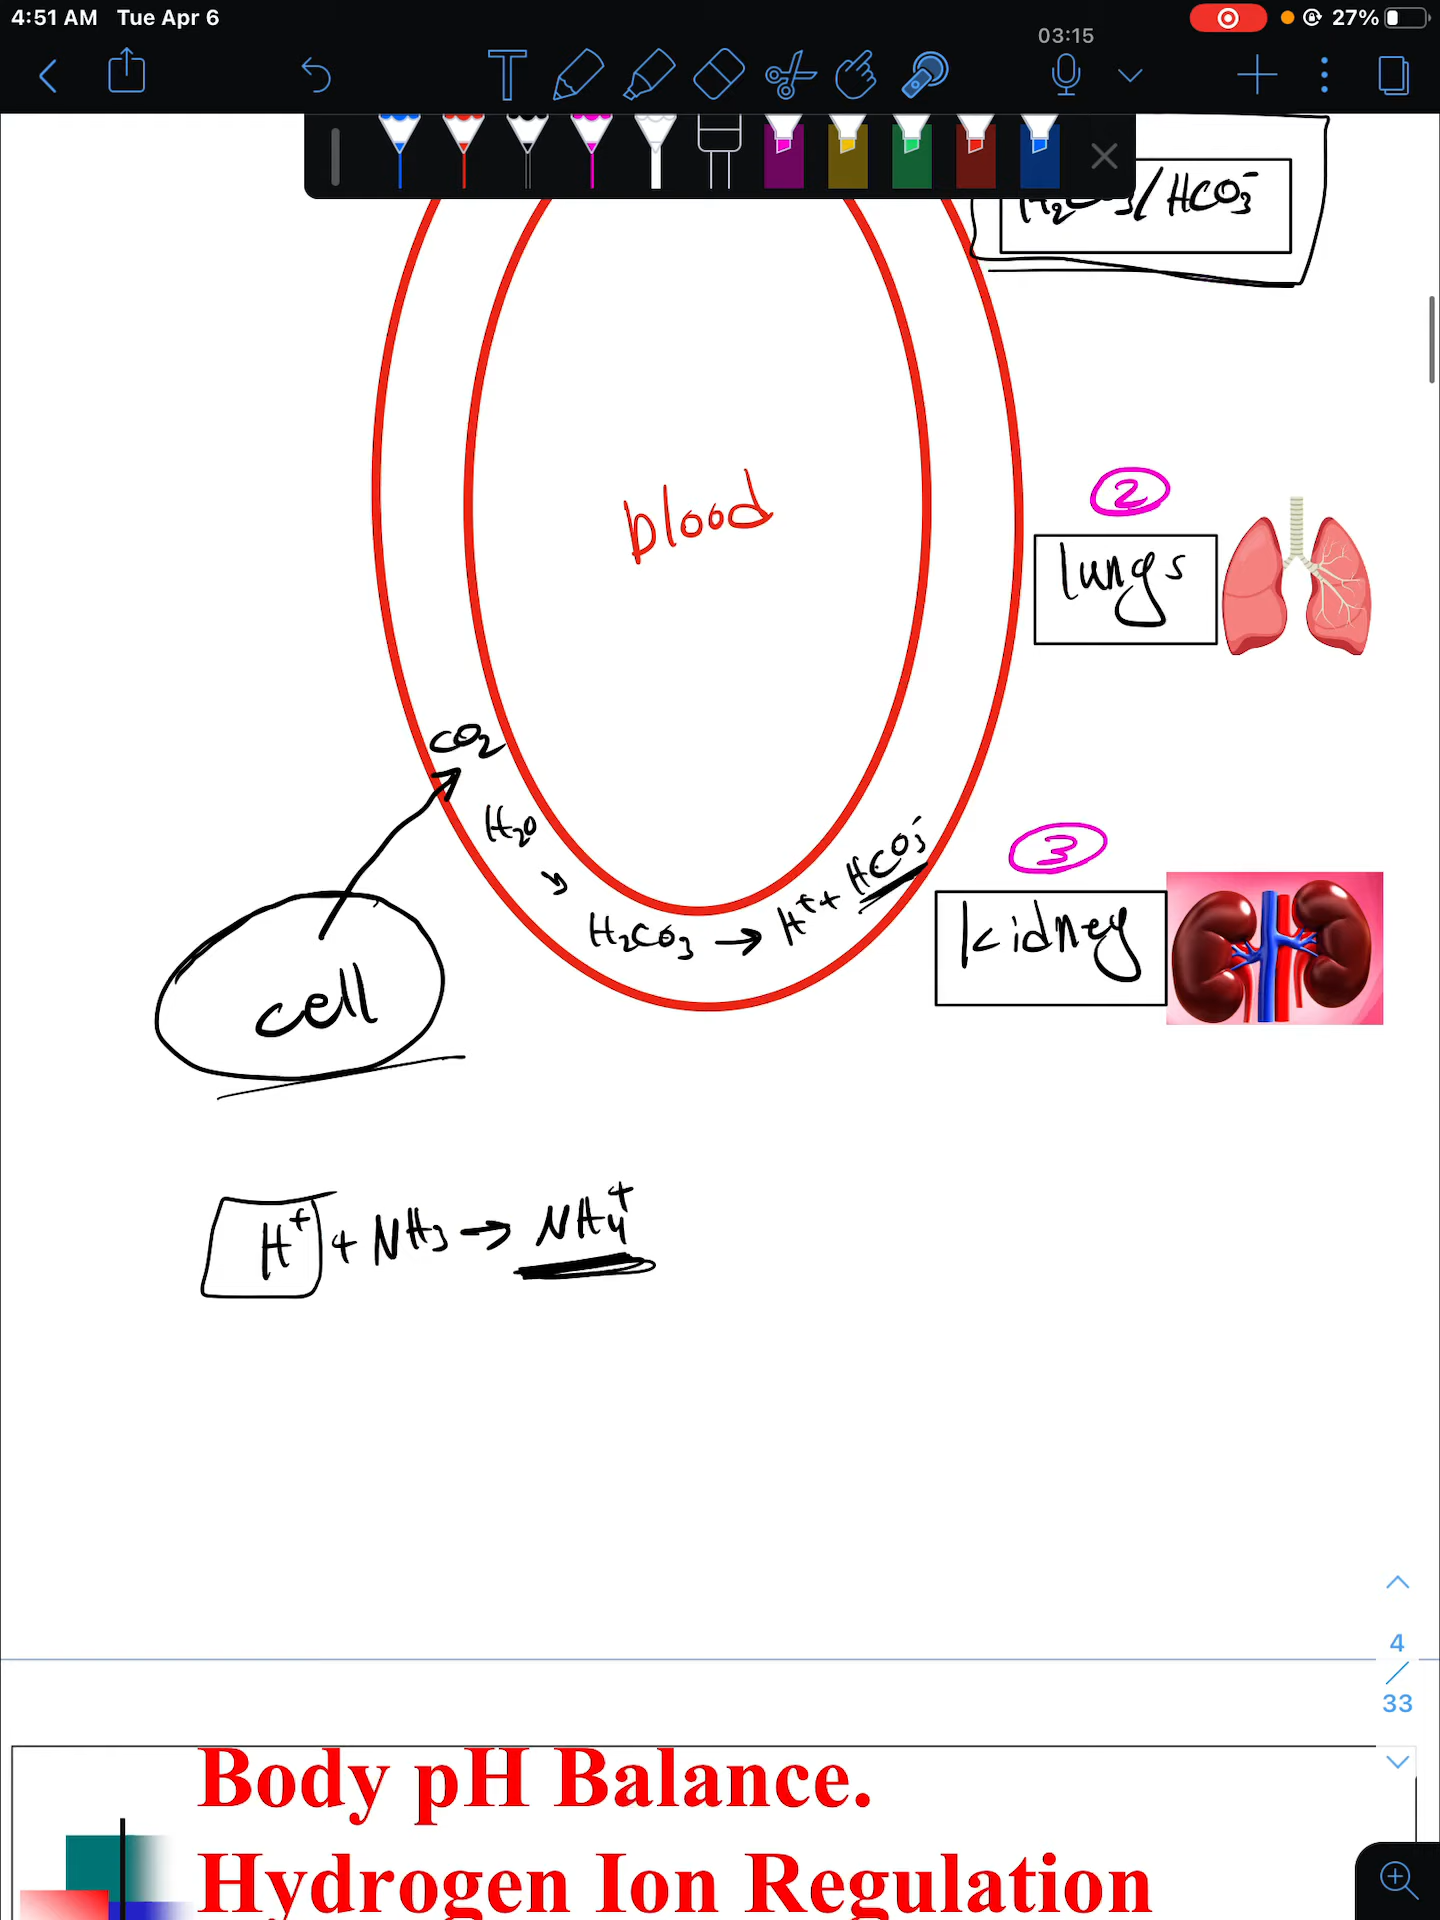 4:51 AM Tue Apr 6
27%
03:15
T
/HCO3-
2
lungs
blood
CO2
H2O
H2CO3 → H+ + HCO3-
3
kidney
cell
H+ + NH3 → NH4+
4
/
33
Body pH Balance.
Hydrogen Ion Regulation